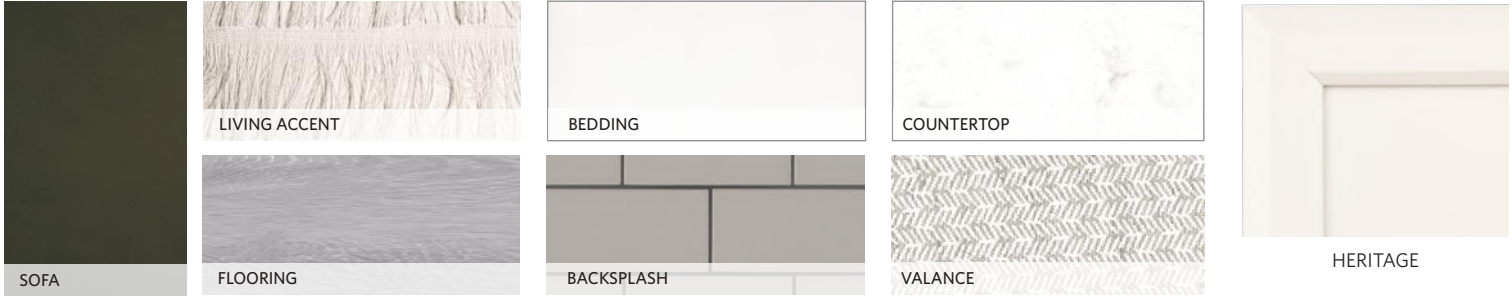 LIVING ACCENT
BEDDING
COUNTERTOP
SOFA
FLOORING
BACKSPLASH
VALANCE
HERITAGE